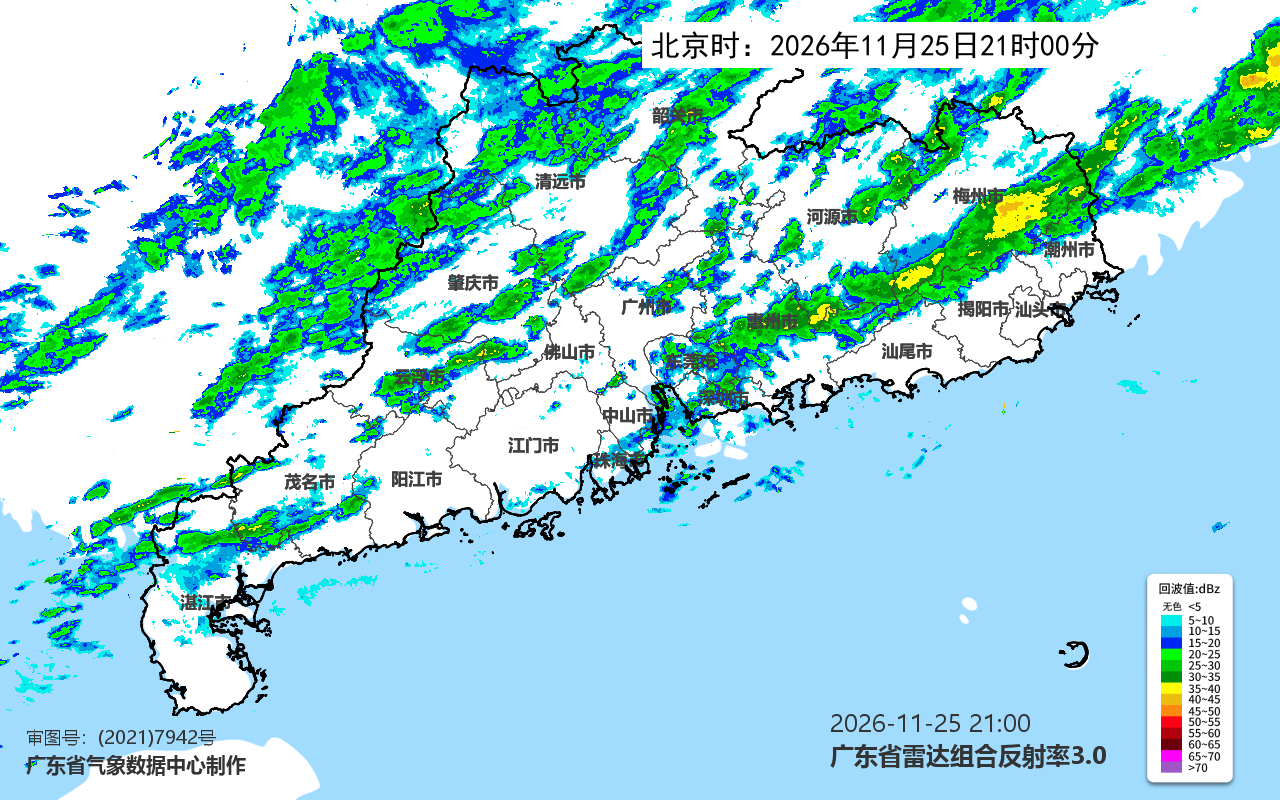 北京时：2026年11月25日21时00分
韶关市
清远市
梅州市
河源市
潮州市
肇庆市
广州市
揭阳市
汕头市
惠州市
佛山市
汕尾市
东莞市
云浮市
深圳市
中山市
江门市
珠海市
阳江市
茂名市
湛江市
回波值:dBz
无色 <5
5~10
10~15
15~20
20~25
25~30
30~35
35~40
40~45
45~50
50~55
55~60
60~65
65~70
>70
2026-11-25 21:00
广东省雷达组合反射率3.0
审图号：(2021)7942号
广东省气象数据中心制作